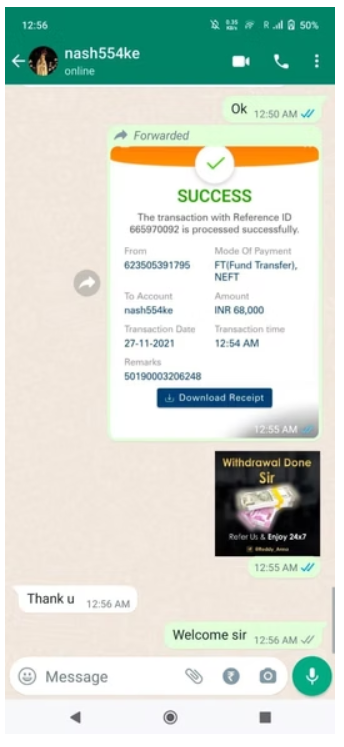 12:56
0.35
KB/s
R
50%
nash554ke
online
Ok 12:50 AM
Forwarded
SUCCESS
The transaction with Reference ID
665970092 is processed successfully.
From
Mode Of Payment
623505391795
FT(Fund Transfer),
NEFT
To Account
Amount
nash554ke
INR 68,000
Transaction Date
Transaction time
27-11-2021
12:54 AM
Remarks
50190003206248
Download Receipt
12:55 AM
Withdrawal Done
Sir
Refer Us & Enjoy 24x7
12:55 AM
Thank u 12:56 AM
Welcome sir 12:56 AM
Message